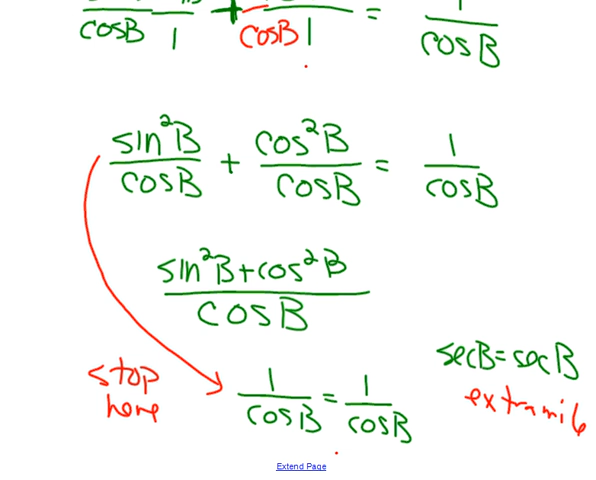 cosB 1 + cosB 1 = 1/cosB
sin²B/cosB + cos²B/cosB = 1/cosB
sin²B+cos²B/cosB
secB=secB
stop here
1/cosB = 1/cosB
Extend Page